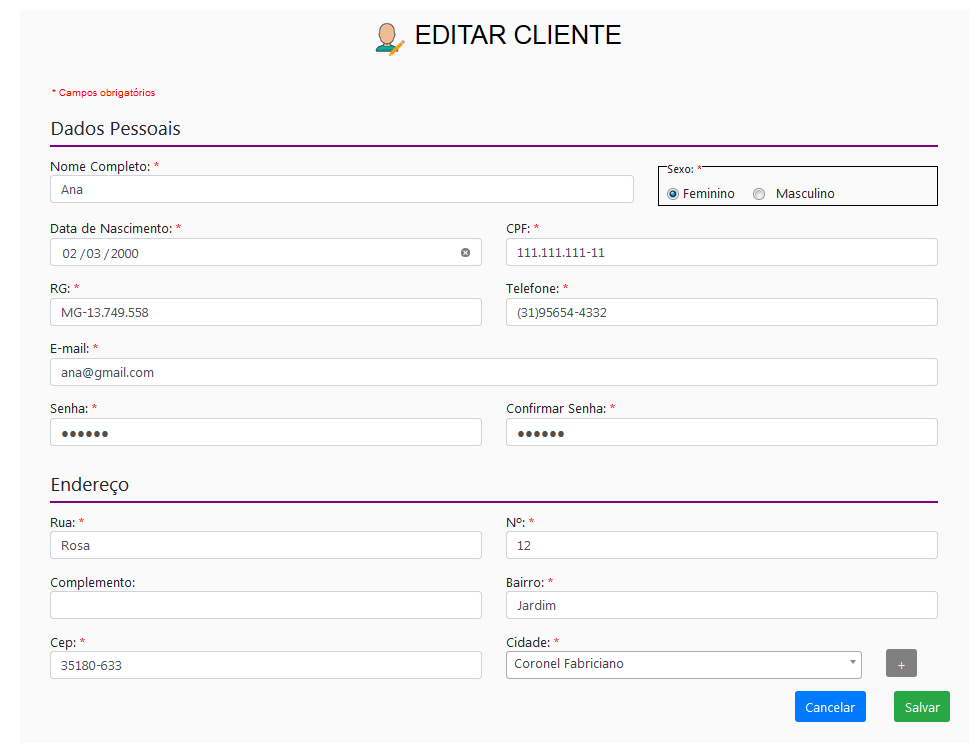 EDITAR CLIENTE
* Campos obrigatórios
Dados Pessoais
Nome Completo: *
Ana
Sexo: *
Feminino Masculino
Data de Nascimento: * CPF: *
02 /03 /2000 111.111.111-11
RG: * Telefone: *
MG-13.749.558 (31)95654-4332
E-mail: *
ana@gmail.com
Senha: * Confirmar Senha: *
●●●●●● ●●●●●●
Endereço
Rua: * Nº: *
Rosa 12
Complemento: Bairro: *
Jardim
Cep: * Cidade: *
35180-633 Coronel Fabriciano +
Cancelar Salvar